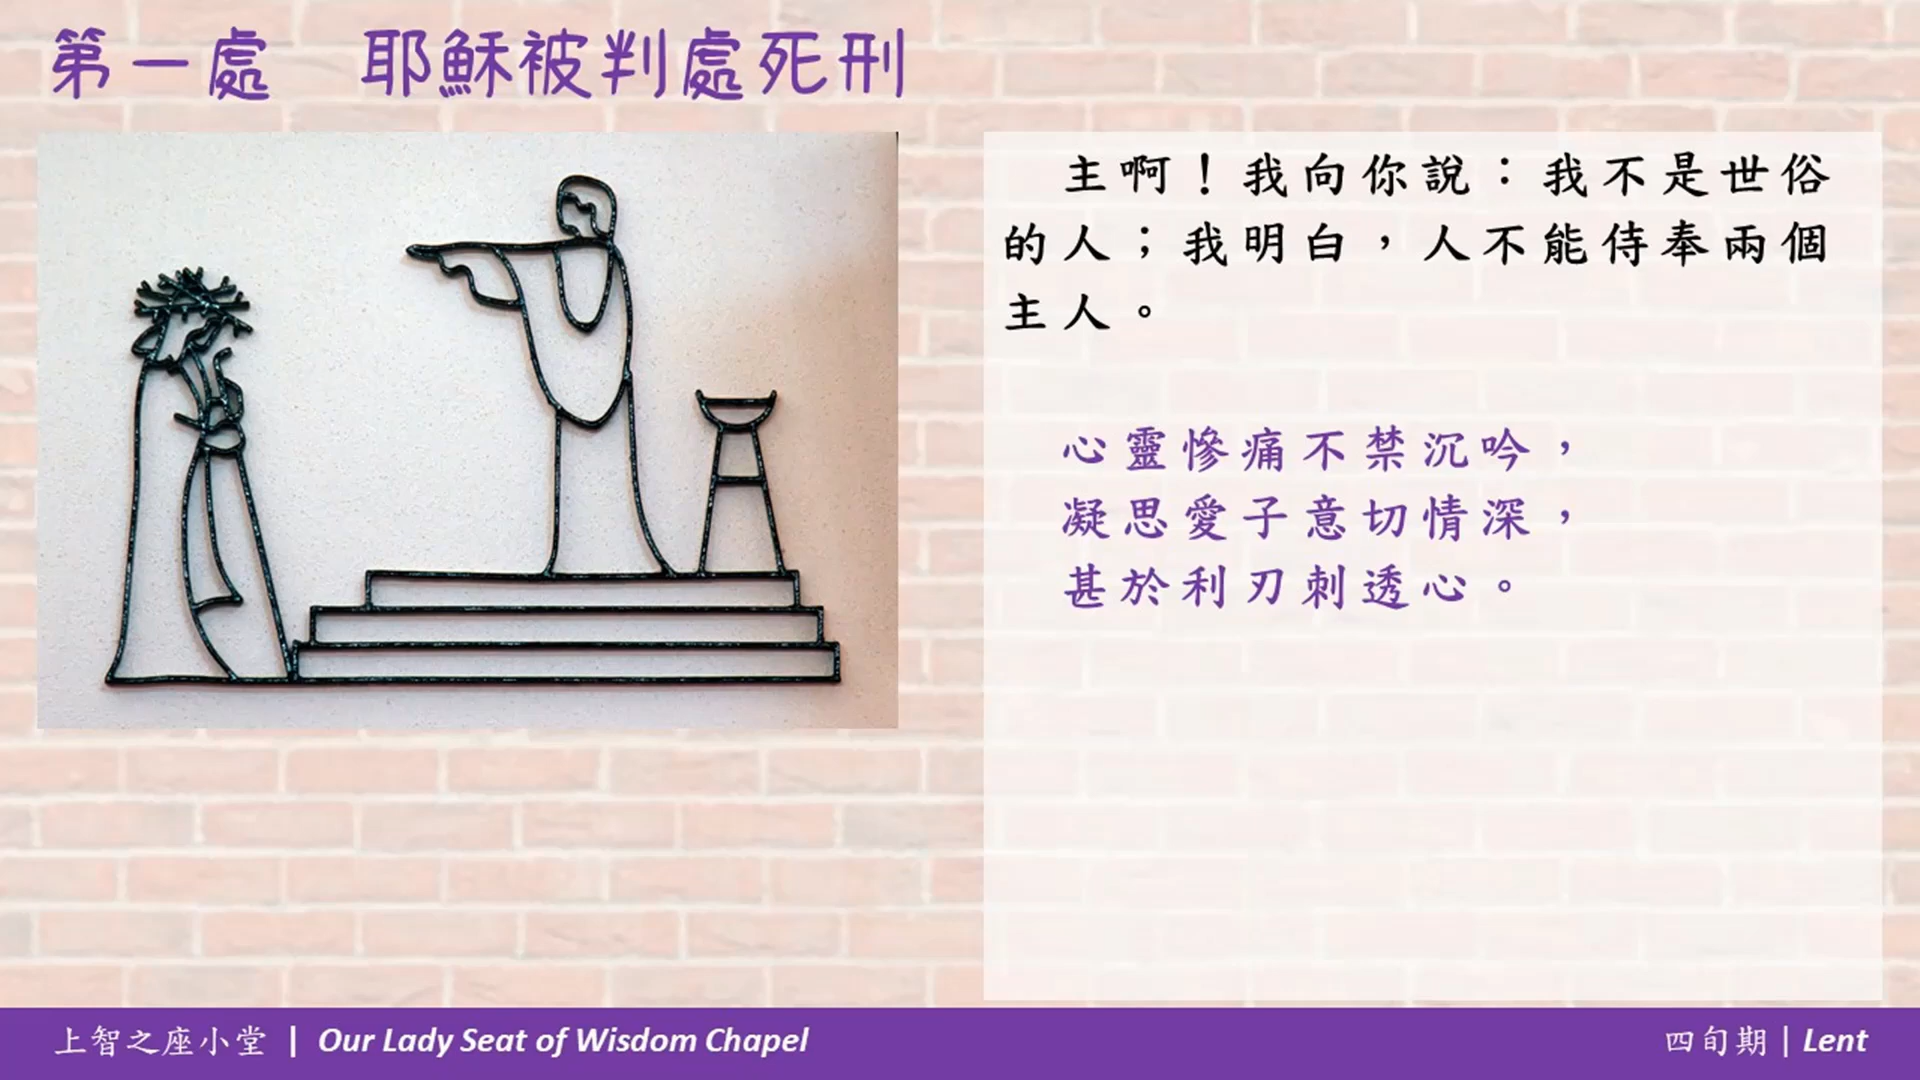 第一處　耶穌被判處死刑
主啊！我向你說：我不是世俗
的人；我明白，人不能侍奉兩個
主人。
心靈慘痛不禁沉吟，
凝思愛子意切情深，
甚於利刃刺透心。
上智之座小堂 | Our Lady Seat of Wisdom Chapel
四旬期 | Lent